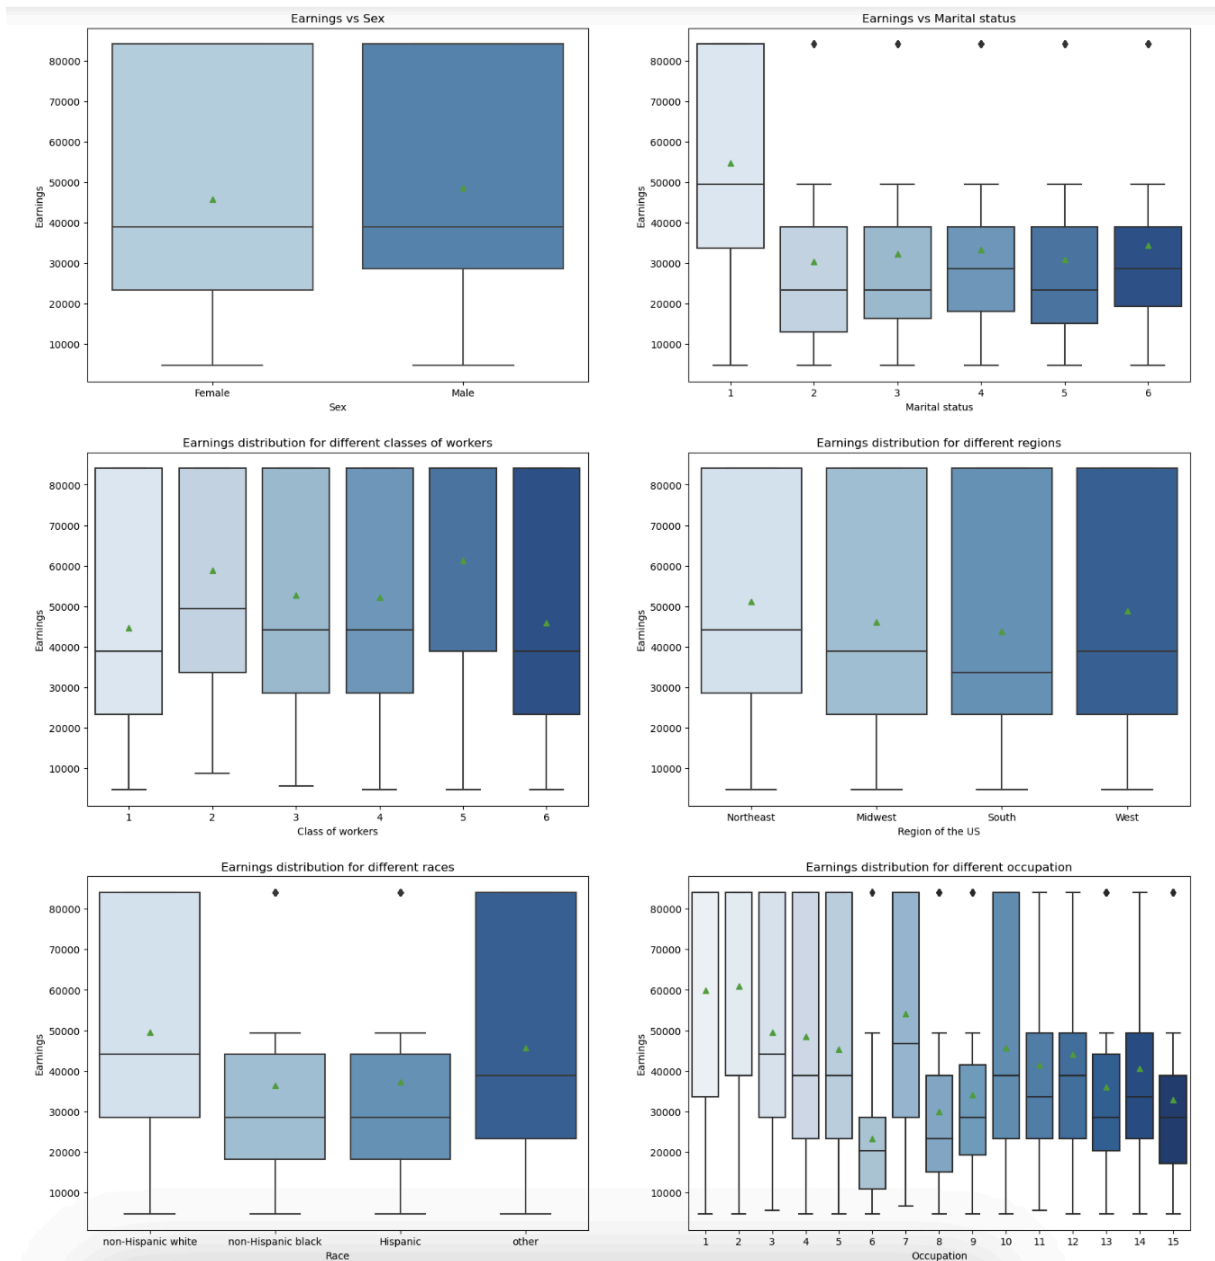 Earnings vs Sex
80000
70000
60000
50000
40000
30000
20000
10000
Earnings
Female Male
Sex
Earnings vs Marital status
80000
70000
60000
50000
40000
30000
20000
10000
Earnings
1 2 3 4 5 6
Marital status
Earnings distribution for different classes of workers
80000
70000
60000
50000
40000
30000
20000
10000
Earnings
1 2 3 4 5 6
Class of workers
Earnings distribution for different regions
80000
70000
60000
50000
40000
30000
20000
10000
Earnings
Northeast Midwest South West
Region of the US
Earnings distribution for different races
80000
70000
60000
50000
40000
30000
20000
10000
Earnings
non-Hispanic white non-Hispanic black Hispanic other
Race
Earnings distribution for different occupation
80000
70000
60000
50000
40000
30000
20000
10000
Earnings
1 2 3 4 5 6 7 8 9 10 11 12 13 14 15
Occupation